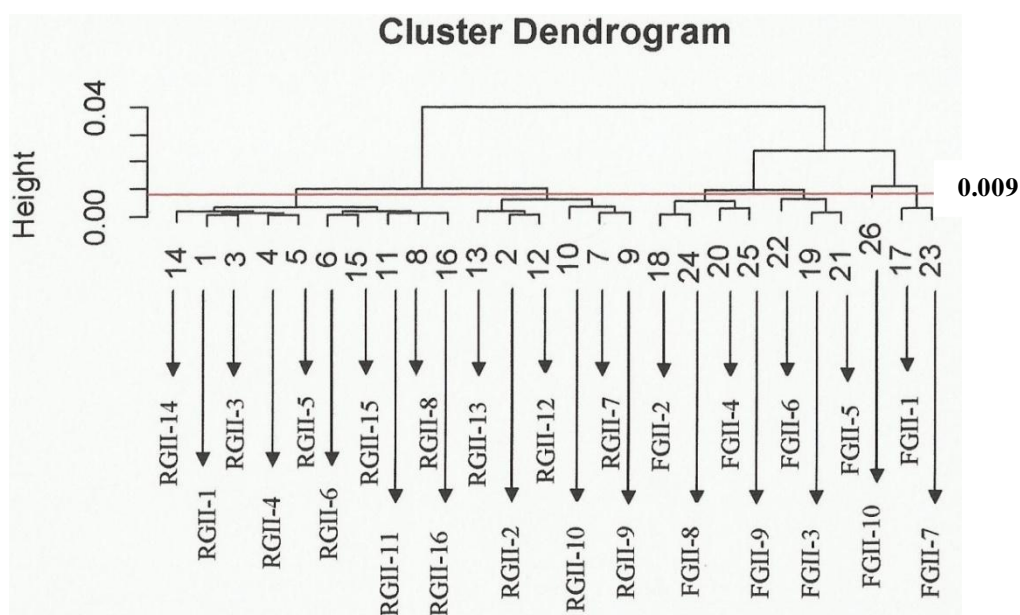 Cluster Dendrogram
Height
0.04
0.00
0.009
14 1 3 4 5 6 15 11 8 16 13 2 12 10 7 9 18 24 20 25 22 19 21 26 17 23
RGII-14
RGII-1
RGII-3
RGII-4
RGII-5
RGII-6
RGII-15
RGII-11
RGII-8
RGII-16
RGII-13
RGII-2
RGII-12
RGII-10
RGII-7
RGII-9
FGII-2
FGII-8
FGII-4
FGII-9
FGII-6
FGII-3
FGII-5
FGII-10
FGII-1
FGII-7